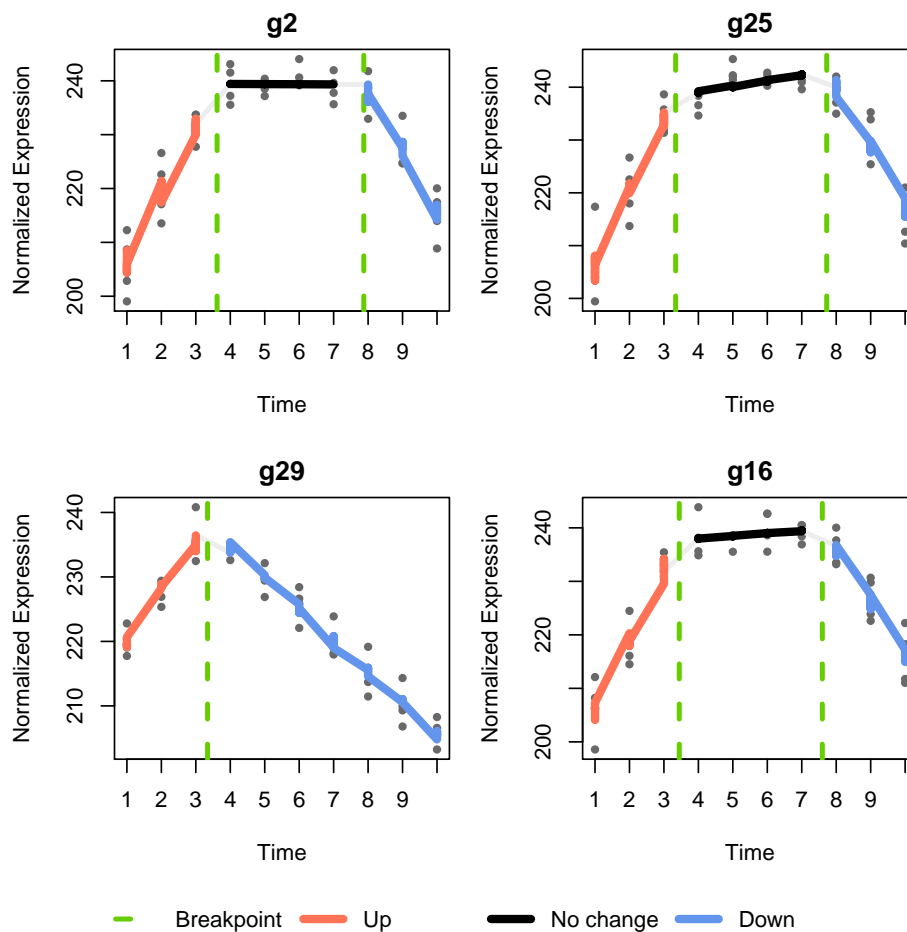 g2
Normalized Expression
240
220
200
1 2 3 4 5 6 7 8 9
Time
g25
Normalized Expression
240
220
200
1 2 3 4 5 6 7 8 9
Time
g29
Normalized Expression
240
230
220
210
1 2 3 4 5 6 7 8 9
Time
g16
Normalized Expression
240
220
200
1 2 3 4 5 6 7 8 9
Time
Breakpoint Up No change Down